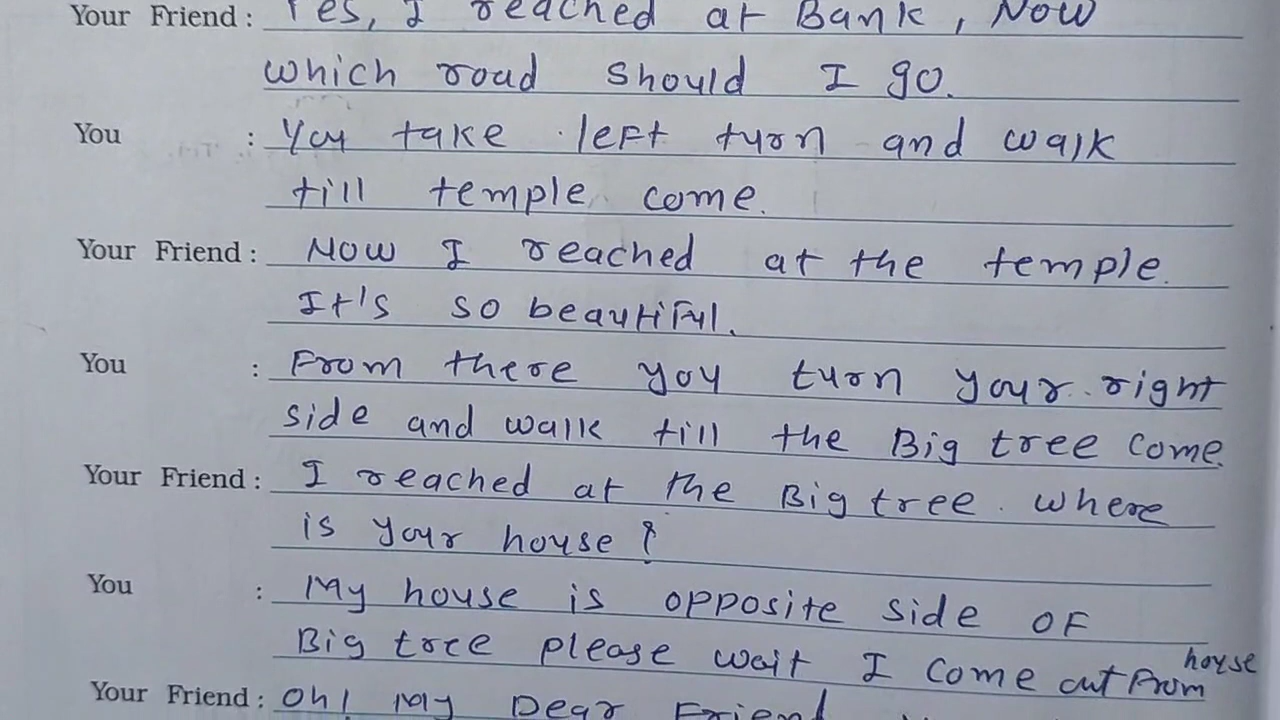 Your Friend : Yes, I reached at Bank, Now
which road should I go.
You : You take left turn and walk
till temple come.
Your Friend : Now I reached at the temple.
It's so beautiful.
You : From there you turn your right
side and walk till the Big tree come.
Your Friend : I reached at the Big tree. where
is your house ?
You : My house is opposite side of
Big tree please wait I come out from house
Your Friend : Oh! My Dear Friend